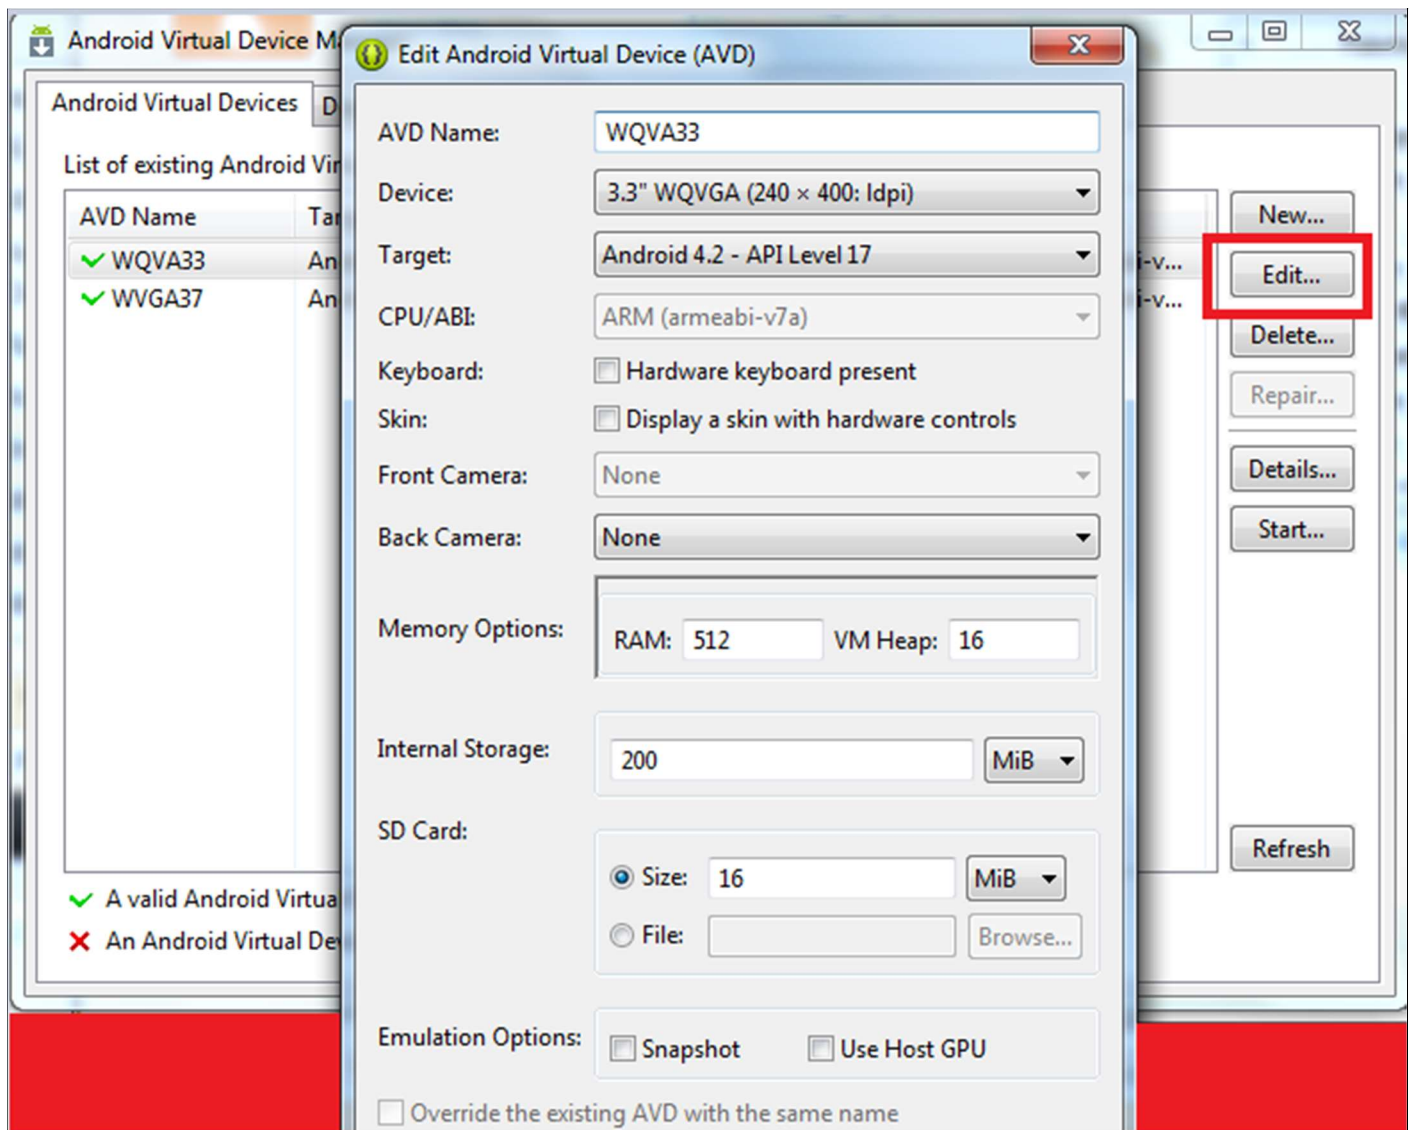 Android Virtual Device M
Edit Android Virtual Device (AVD)
Android Virtual Devices
D
List of existing Android Vir
AVD Name
Tar
WQVA33
An
i-v...
WVGA37
An
i-v...
A valid Android Virtua
An Android Virtual Dev
AVD Name: WQVA33
Device: 3.3" WQVGA (240 × 400: ldpi)
Target: Android 4.2 - API Level 17
CPU/ABI: ARM (armeabi-v7a)
Keyboard: Hardware keyboard present
Skin: Display a skin with hardware controls
Front Camera: None
Back Camera: None
Memory Options: RAM: 512 VM Heap: 16
Internal Storage: 200 MiB
SD Card:
Size: 16 MiB
File: Browse...
Emulation Options: Snapshot Use Host GPU
Override the existing AVD with the same name
New...
Edit...
Delete...
Repair...
Details...
Start...
Refresh